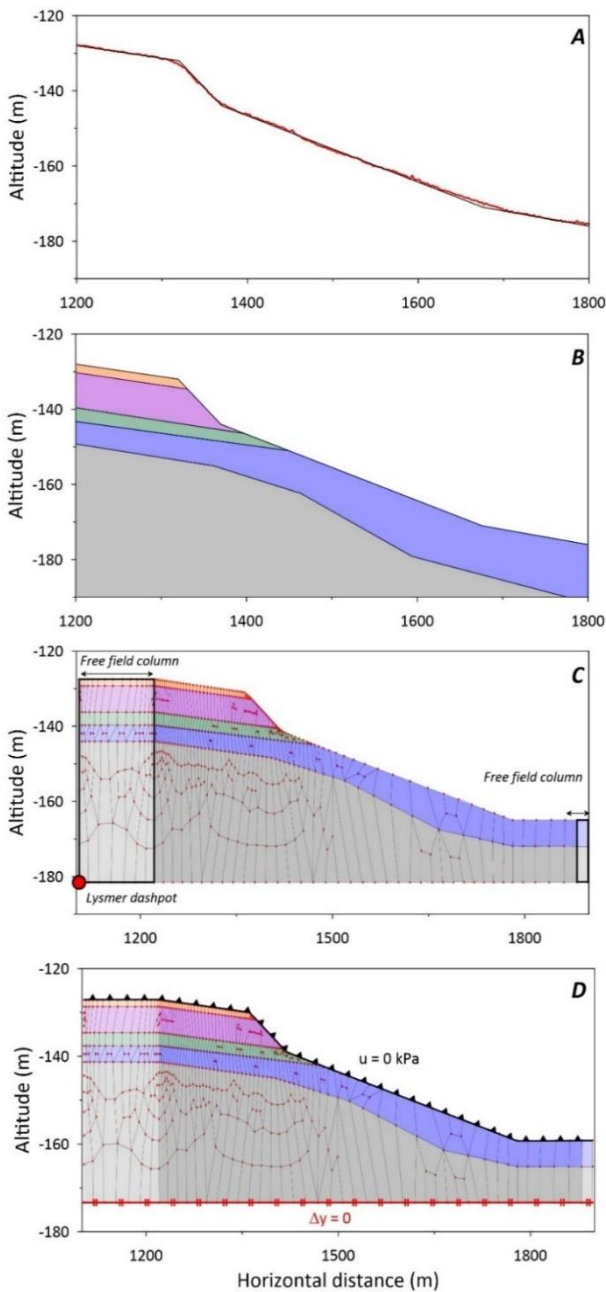 A
-120
-140
-160
-180
Altitude (m)
1200
1400
1600
1800
B
-120
-140
-160
-180
Altitude (m)
1200
1400
1600
1800
C
-120
Free field column
-140
Free field column
-160
-180
Altitude (m)
Lysmer dashpot
1200
1500
1800
D
-120
u = 0 kPa
-140
-160
-180
Altitude (m)
Δy = 0
1200
1500
1800
Horizontal distance (m)